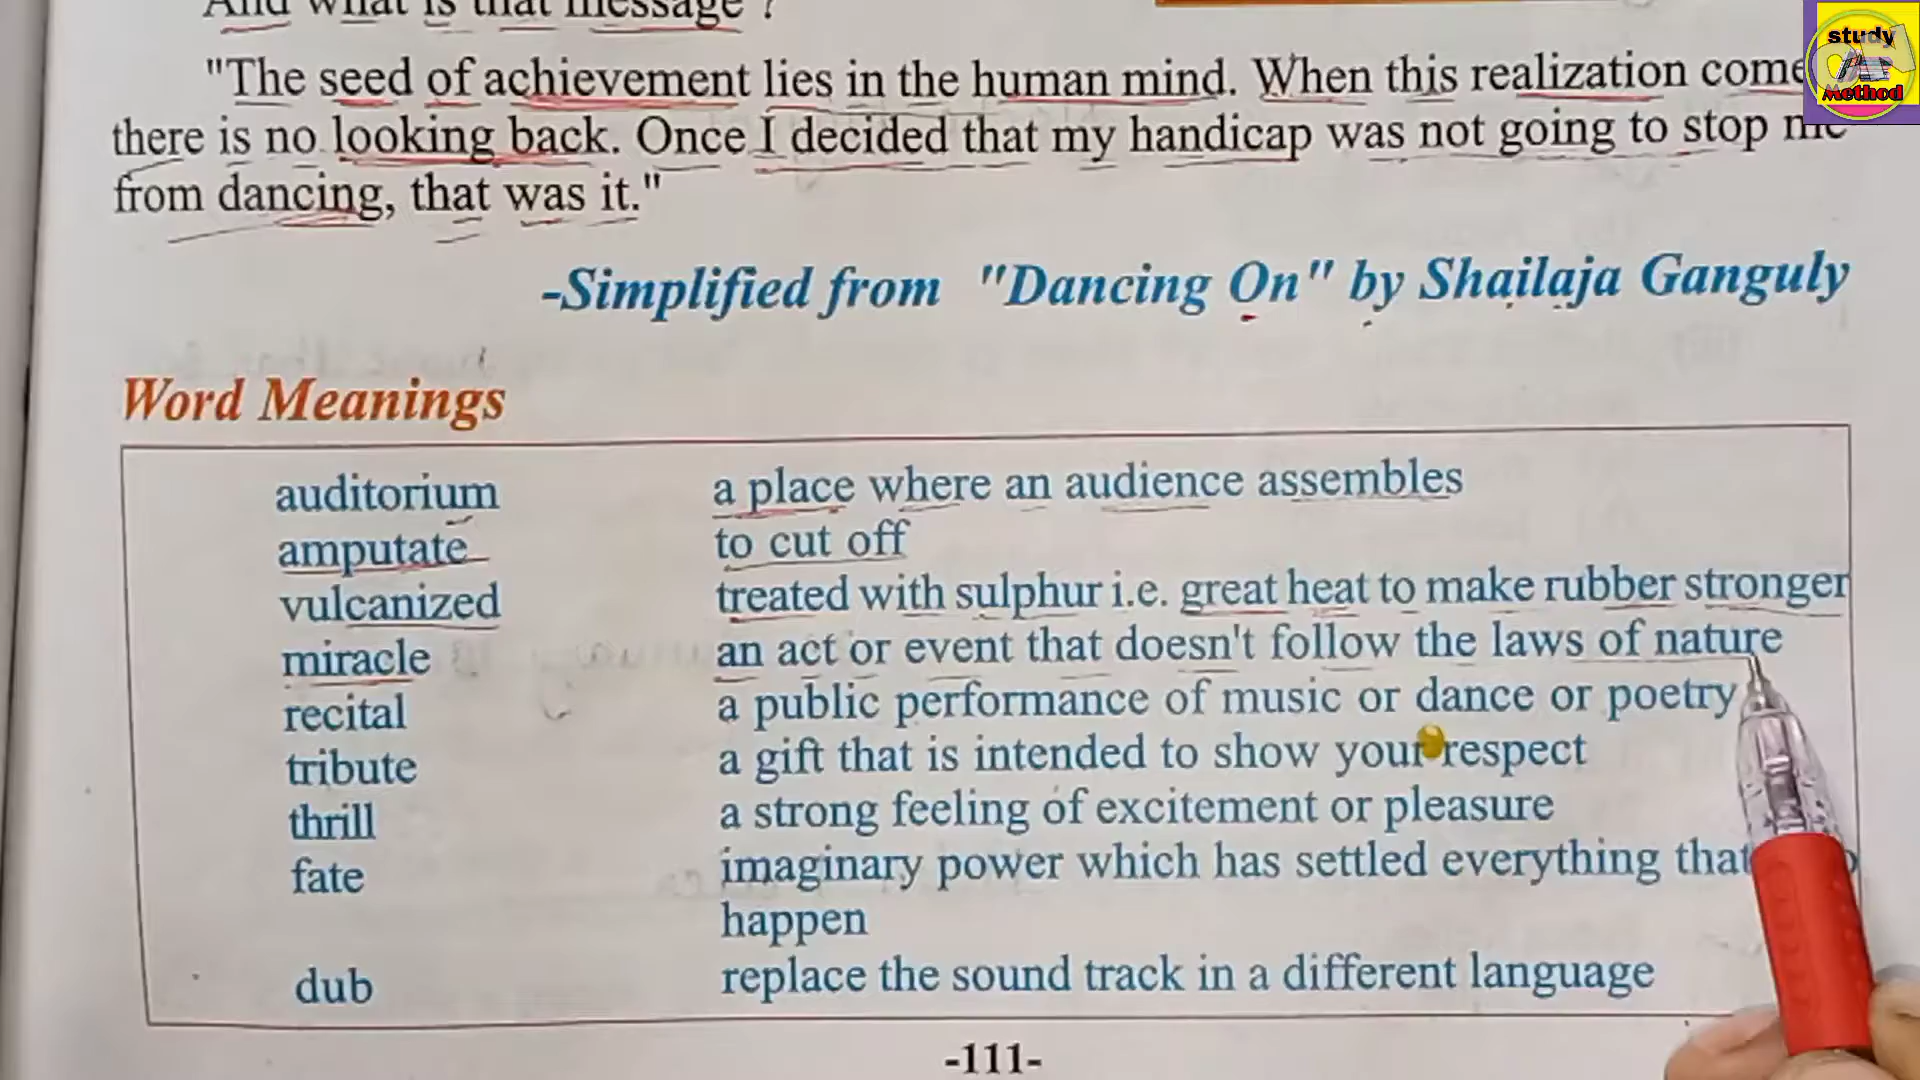 And what is that message ?
"The seed of achievement lies in the human mind. When this realization come
there is no looking back. Once I decided that my handicap was not going to stop me
from dancing, that was it."
-Simplified from "Dancing On" by Shailaja Ganguly
Word Meanings
auditorium a place where an audience assembles
amputate to cut off
vulcanized treated with sulphur i.e. great heat to make rubber stronger
miracle an act or event that doesn't follow the laws of nature
recital a public performance of music or dance or poetry
tribute a gift that is intended to show your respect
thrill a strong feeling of excitement or pleasure
fate imaginary power which has settled everything that
happen
dub replace the sound track in a different language
-111-
study
Method